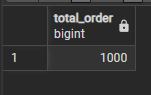 total_order
bigint
1 1000